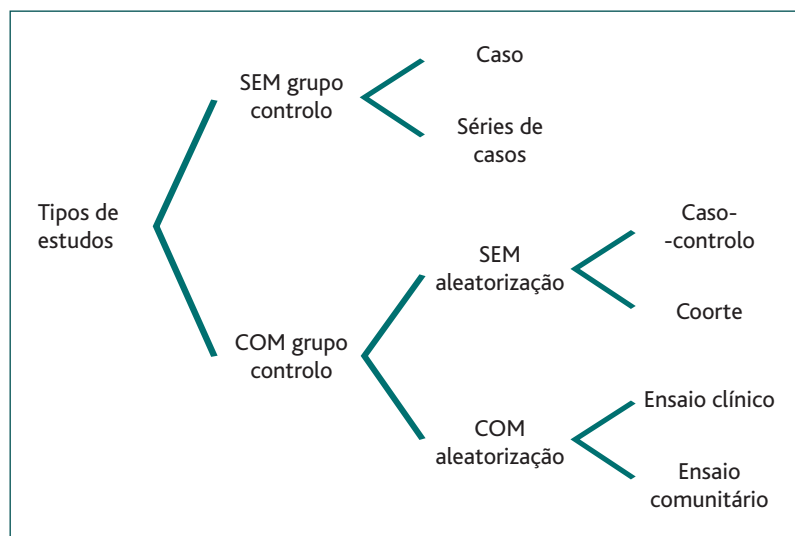 Caso
SEM grupo
controlo
Séries de
casos
Tipos de
estudos
Caso-
-controlo
SEM
aleatorização
Coorte
COM grupo
controlo
Ensaio clínico
COM
aleatorização
Ensaio
comunitário